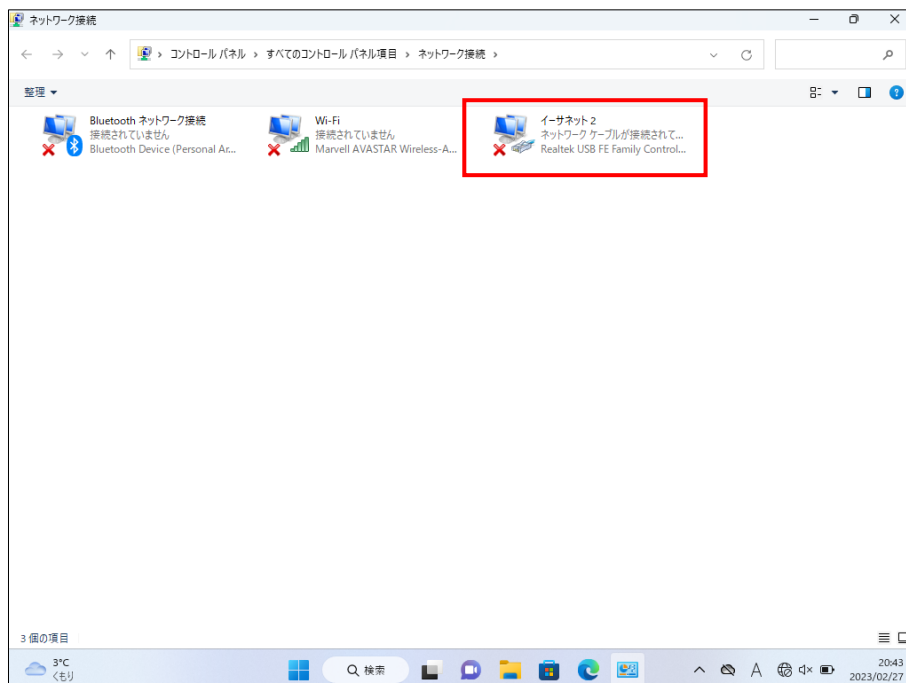 ネットワーク接続
コントロール パネル › すべてのコントロール パネル項目 › ネットワーク接続 ›
整理
Bluetooth ネットワーク接続
接続されていません
Bluetooth Device (Personal Ar...
Wi-Fi
接続されていません
Marvell AVASTAR Wireless-A...
イーサネット 2
ネットワーク ケーブルが接続されて...
Realtek USB FE Family Control...
3 個の項目
3°C
くもり
検索
A
20:43
2023/02/27